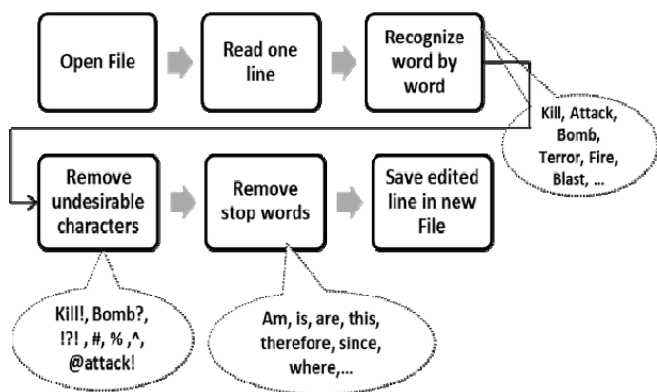 Open File
Read one
line
Recognize
word by
word
Kill, Attack,
Bomb,
Terror, Fire,
Blast, ...
Remove
undesirable
characters
Remove
stop words
Save edited
line in new
File
Kill!, Bomb?,
!?! , #, %,^,
@attack!
Am, is, are, this,
therefore, since,
where,...